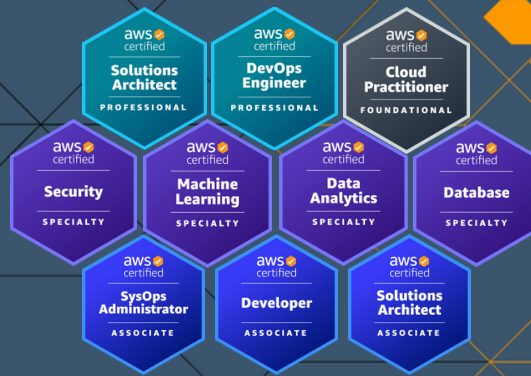 aws
certified
Solutions
Architect
PROFESSIONAL
aws
certified
DevOps
Engineer
PROFESSIONAL
aws
certified
Cloud
Practitioner
FOUNDATIONAL
aws
certified
Security
SPECIALTY
aws
certified
Machine
Learning
SPECIALTY
aws
certified
Data
Analytics
SPECIALTY
aws
certified
Database
SPECIALTY
aws
certified
SysOps
Administrator
ASSOCIATE
aws
certified
Developer
ASSOCIATE
aws
certified
Solutions
Architect
ASSOCIATE